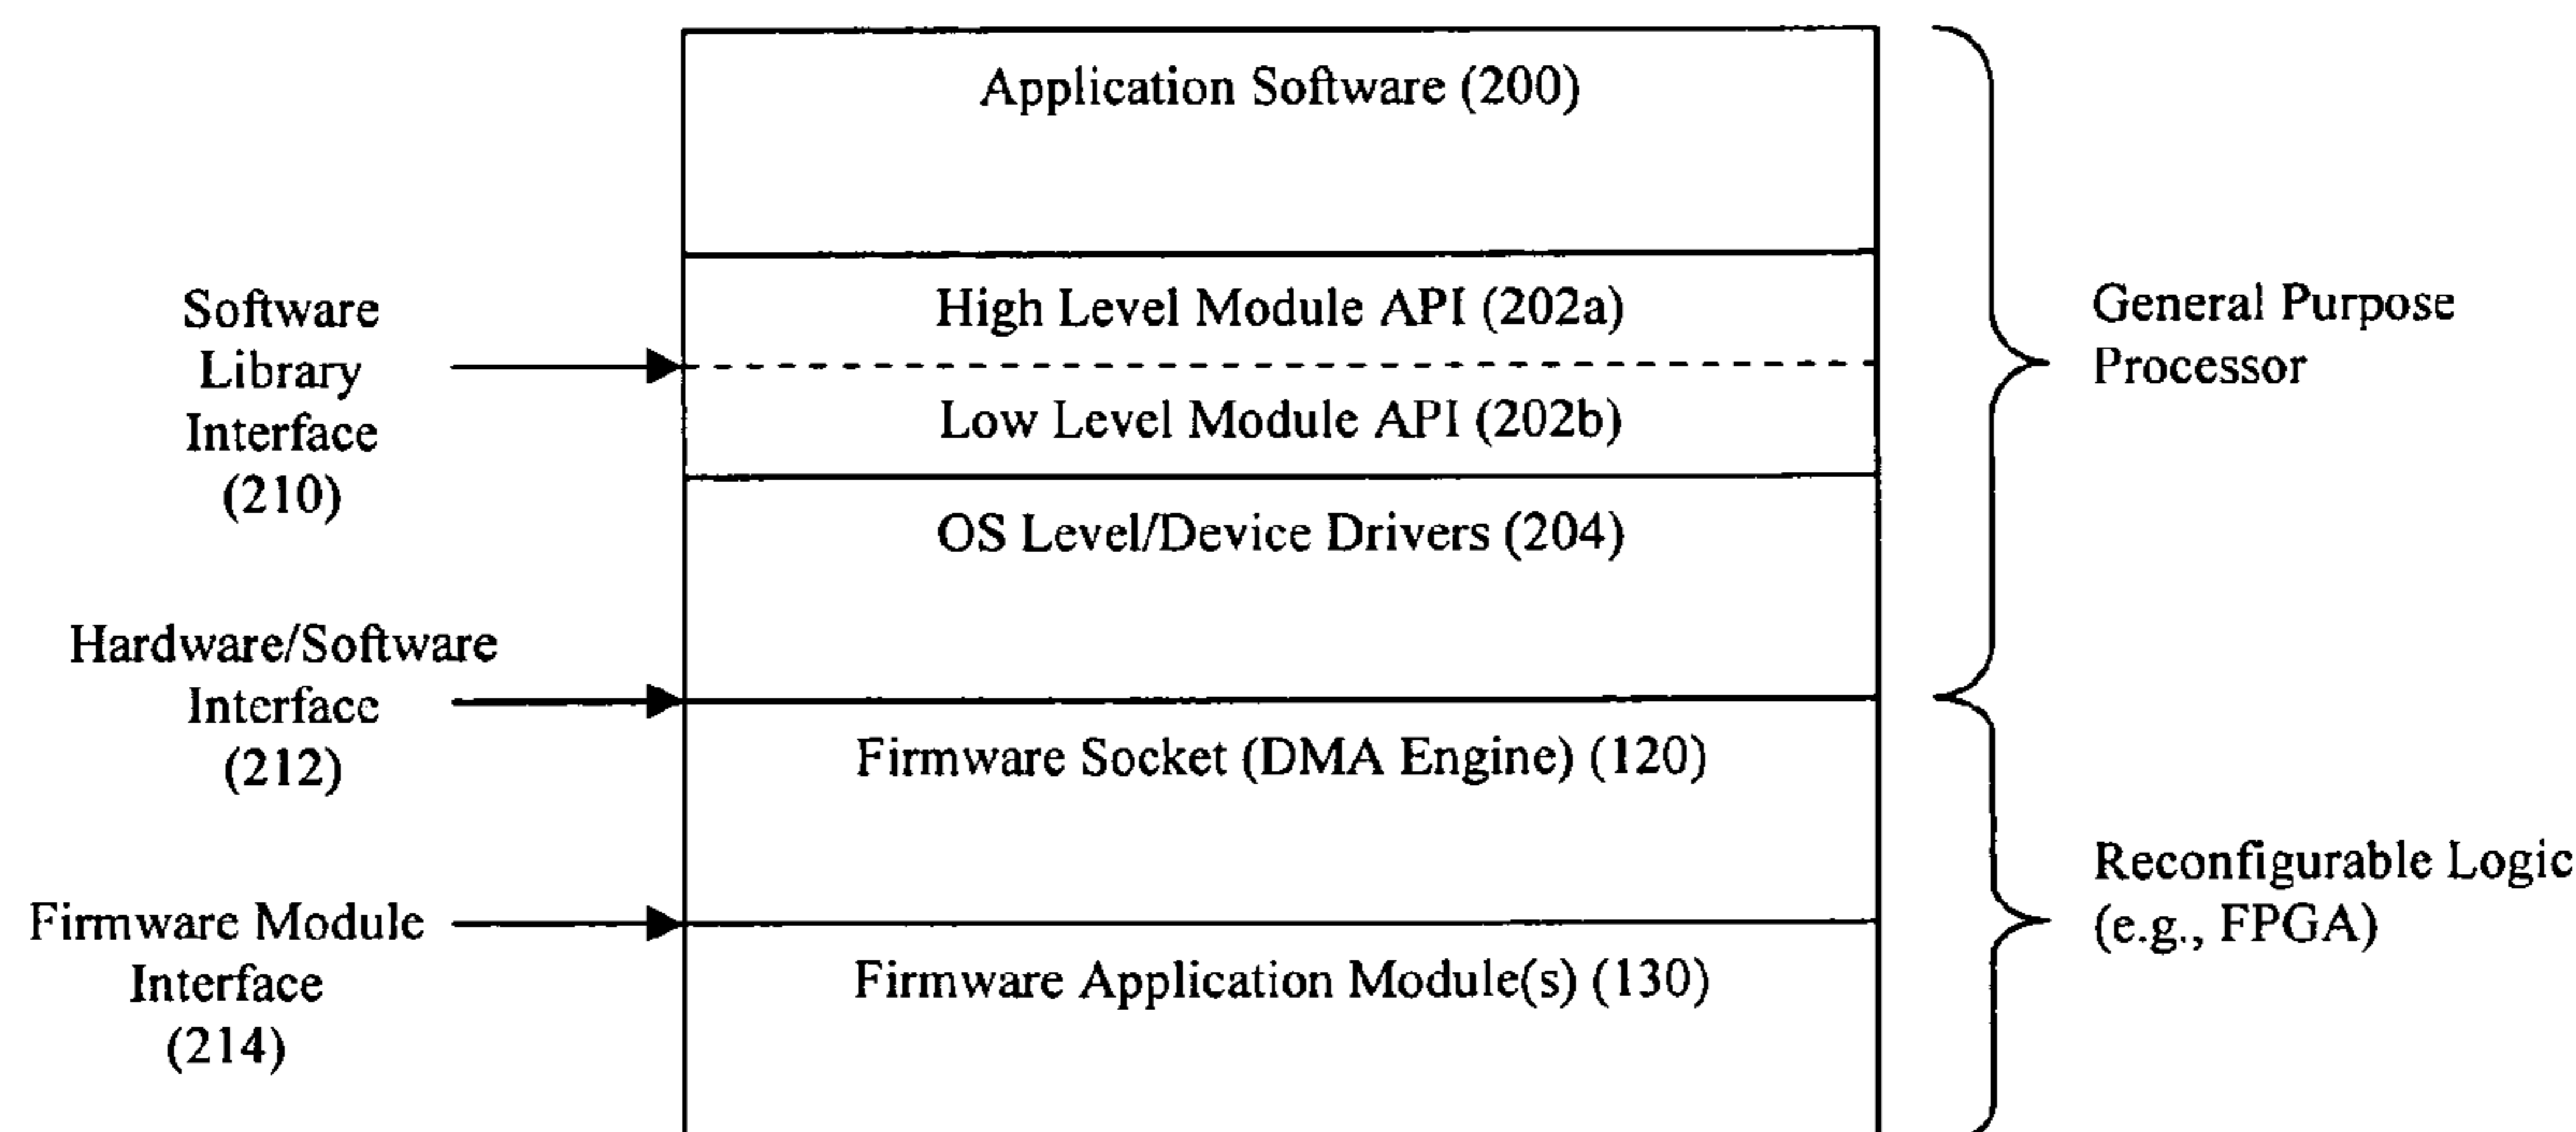 Application Software (200)
High Level Module API (202a)
Low Level Module API (202b)
OS Level/Device Drivers (204)
Firmware Socket (DMA Engine) (120)
Firmware Application Module(s) (130)
Software
Library
Interface
(210)
Hardware/Software
Interface
(212)
Firmware Module
Interface
(214)
General Purpose
Processor
Reconfigurable Logic
(e.g., FPGA)